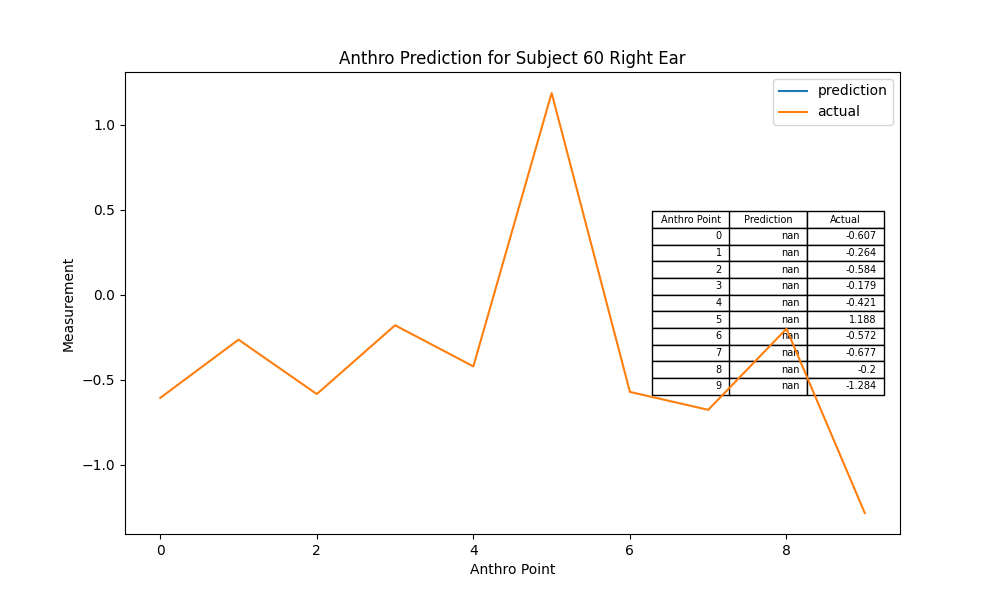 Anthro Prediction for Subject 60 Right Ear
prediction
actual
1.0
0.5
0.0
−0.5
−1.0
Measurement
Anthro Point Prediction Actual
0 nan -0.607
1 nan -0.264
2 nan -0.584
3 nan -0.179
4 nan -0.421
5 nan 1.188
6 nan -0.572
7 nan -0.677
8 nan -0.2
9 nan -1.284
0 2 4 6 8
Anthro Point